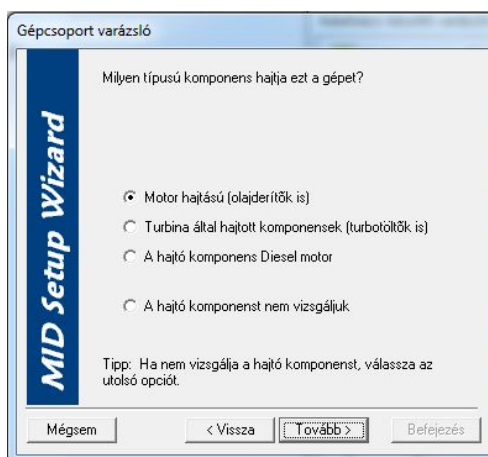 Gépcsoport varázsló
MID Setup Wizard
Milyen típusú komponens hajtja ezt a gépet?
Motor hajtású (olajderítõk is)
Turbina által hajtott komponensek (turbotöltõk is)
A hajtó komponens Diesel motor
A hajtó komponenst nem vizsgáljuk
Tipp: Ha nem vizsgálja a hajtó komponenst, válassza az
utolsó opciót.
Mégsem
< Vissza
Tovább >
Befejezés